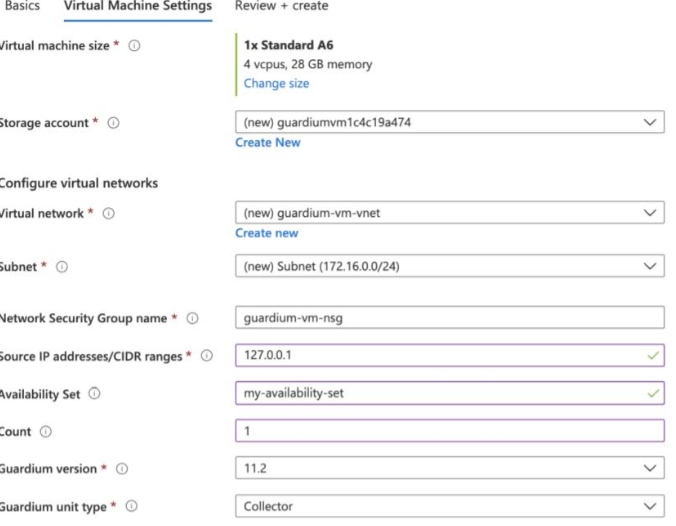 Basics Virtual Machine Settings Review + create
Virtual machine size *
1x Standard A6
4 vcpus, 28 GB memory
Change size
Storage account *
(new) guardiumvm1c4c19a474
Create New
Configure virtual networks
Virtual network *
(new) guardium-vm-vnet
Create new
Subnet *
(new) Subnet (172.16.0.0/24)
Network Security Group name *
guardium-vm-nsg
Source IP addresses/CIDR ranges *
127.0.0.1
Availability Set
my-availability-set
Count
1
Guardium version *
11.2
Guardium unit type *
Collector